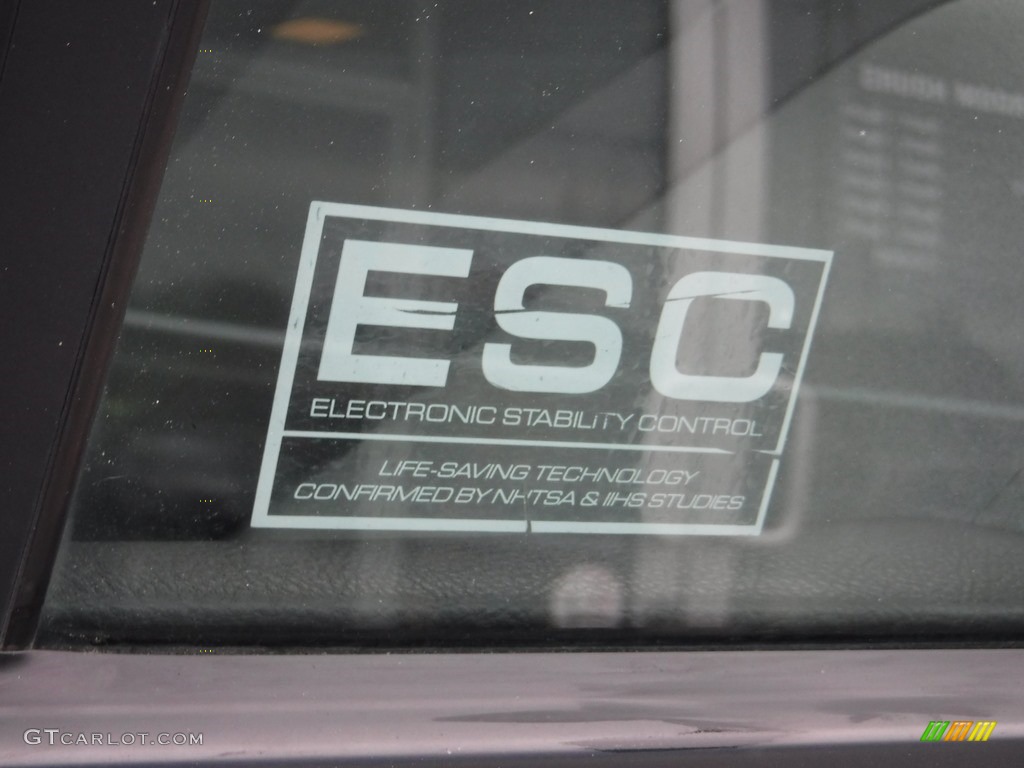 ESC
ELECTRONIC STABILITY CONTROL
LIFE-SAVING TECHNOLOGY
CONFIRMED BY NHTSA & IIHS STUDIES
GTCARLOT.COM